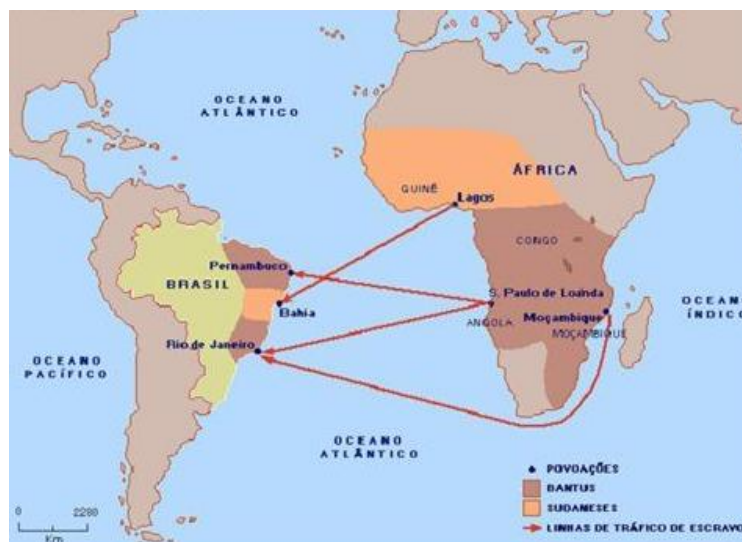 OCEANO
ATLÂNTICO
ÁFRICA
GUINÉ
Lagos
CONGO
Pernambuco
BRASIL
S. Paulo de Loanda
Bahia
ANGOLA
Moçambique
MOÇAMBIQUE
OCEAN
ÍNDICO
Rio de Janeiro
OCEANO
PACÍFICO
OCEANO
ATLÂNTICO
POVOAÇÕES
BANTUS
SUDANESES
LINHAS DE TRÁFICO DE ESCRAVO
0 2280
Km